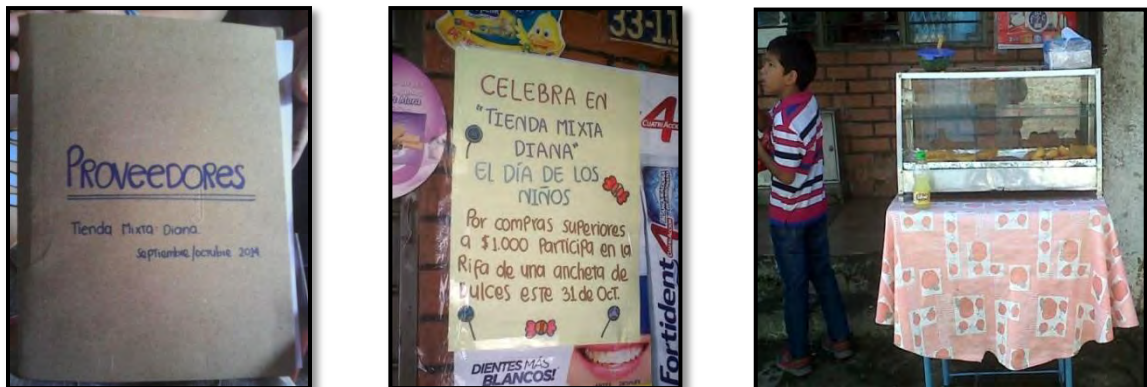 PROVEEDORES
Tienda Mixta Diana
Septiembre/octubre 2014
33-11
CELEBRA EN
"TIENDA MIXTA
DIANA"
EL DÍA DE LOS
NIÑOS
Por compras superiores
a $1.000 Participa en la
Rifa de una ancheta de
Dulces este 31 de Oct.
Fortident
4
DIENTES MÁS
BLANCOS!